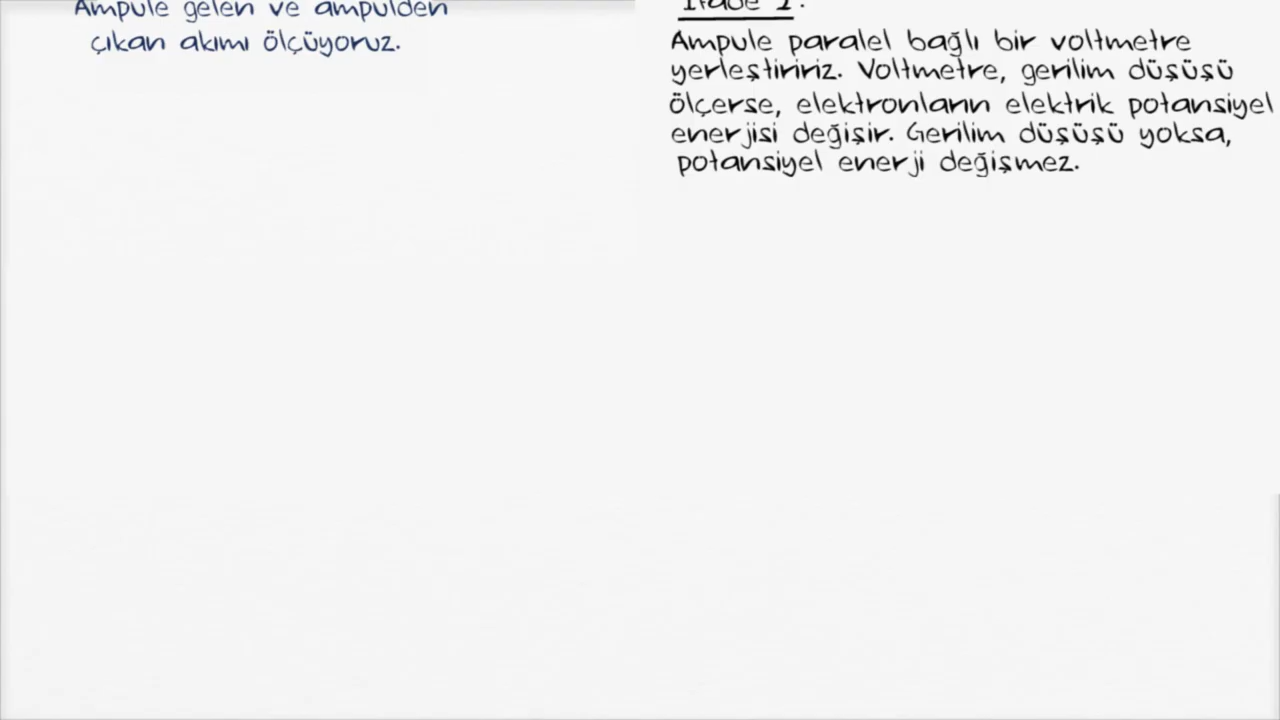 Ampule gelen ve ampulden
çıkan akımı ölçüyoruz.
Ampule paralel bağlı bir voltmetre
yerleştiririz. Voltmetre, gerilim düşüşü
ölçerse, elektronların elektrik potansiyel
enerjisi değişir. Gerilim düşüşü yoksa,
potansiyel enerji değişmez.